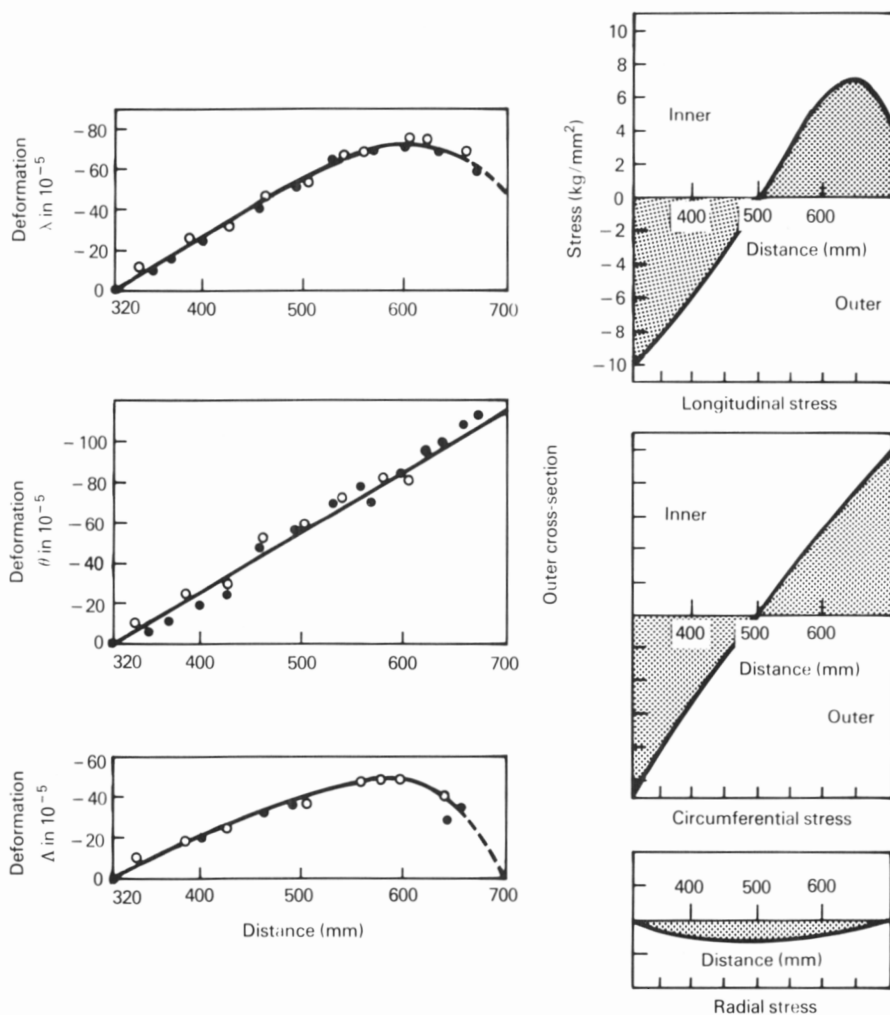 Deformation
λ in 10⁻⁵
−80
−60
−40
−20
0
320
400
500
600
700
Deformation
θ in 10⁻⁵
−100
−80
−60
−40
−20
0
320
400
500
600
700
Deformation
Λ in 10⁻⁵
−60
−40
−20
0
320
400
500
600
700
Distance (mm)
Outer cross-section
Stress (kg/mm²)
10
8
6
4
2
0
−2
−4
−6
−8
−10
Inner
400
500
600
Distance (mm)
Outer
Longitudinal stress
Inner
400
500
600
Distance (mm)
Outer
Circumferential stress
400
500
600
Distance (mm)
Radial stress